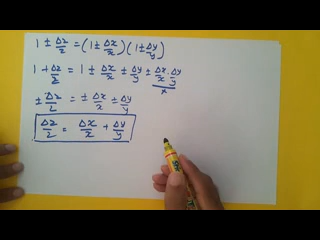 1 ± Δz/z = (1 ± Δx/x)(1 ± Δy/y)
1 + Δz/z = 1 ± Δx/x ± Δy/y ± Δx/x · Δy/y
x
± Δz/z = ± Δx/x ± Δy/y
Δz/z = Δx/x + Δy/y